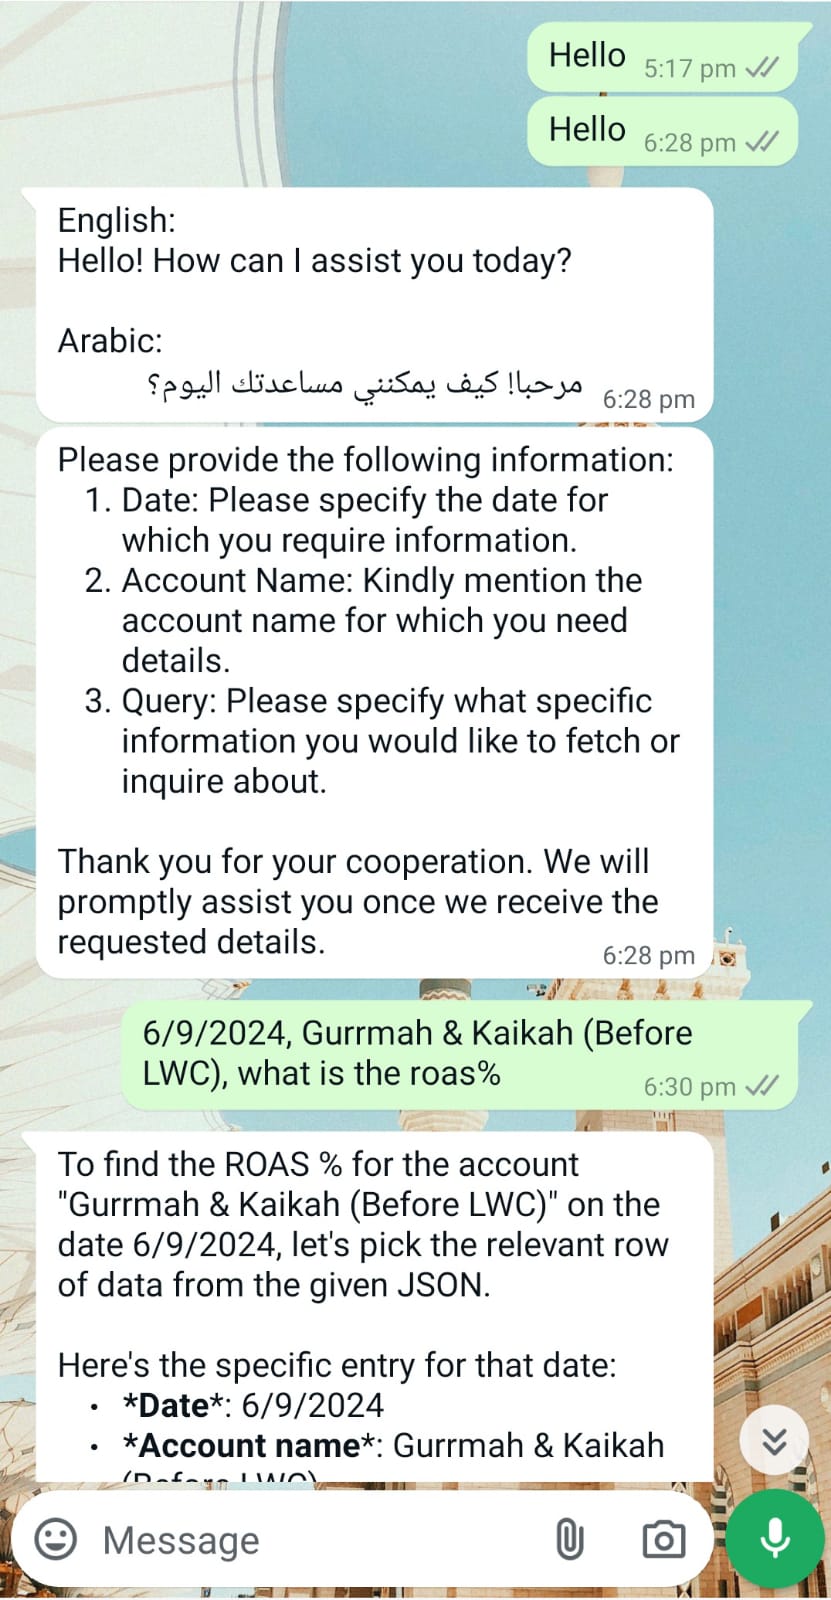 Hello 5:17 pm
Hello 6:28 pm
English:
Hello! How can I assist you today?
Arabic:
مرحبا! كيف يمكنني مساعدتك اليوم؟
6:28 pm
Please provide the following information:
1. Date: Please specify the date for
which you require information.
2. Account Name: Kindly mention the
account name for which you need
details.
3. Query: Please specify what specific
information you would like to fetch or
inquire about.
Thank you for your cooperation. We will
promptly assist you once we receive the
requested details.
6:28 pm
6/9/2024, Gurrmah & Kaikah (Before
LWC), what is the roas%
6:30 pm
To find the ROAS % for the account
"Gurrmah & Kaikah (Before LWC)" on the
date 6/9/2024, let's pick the relevant row
of data from the given JSON.
Here's the specific entry for that date:
• *Date*: 6/9/2024
• *Account name*: Gurrmah & Kaikah
(Before LWC)
Message